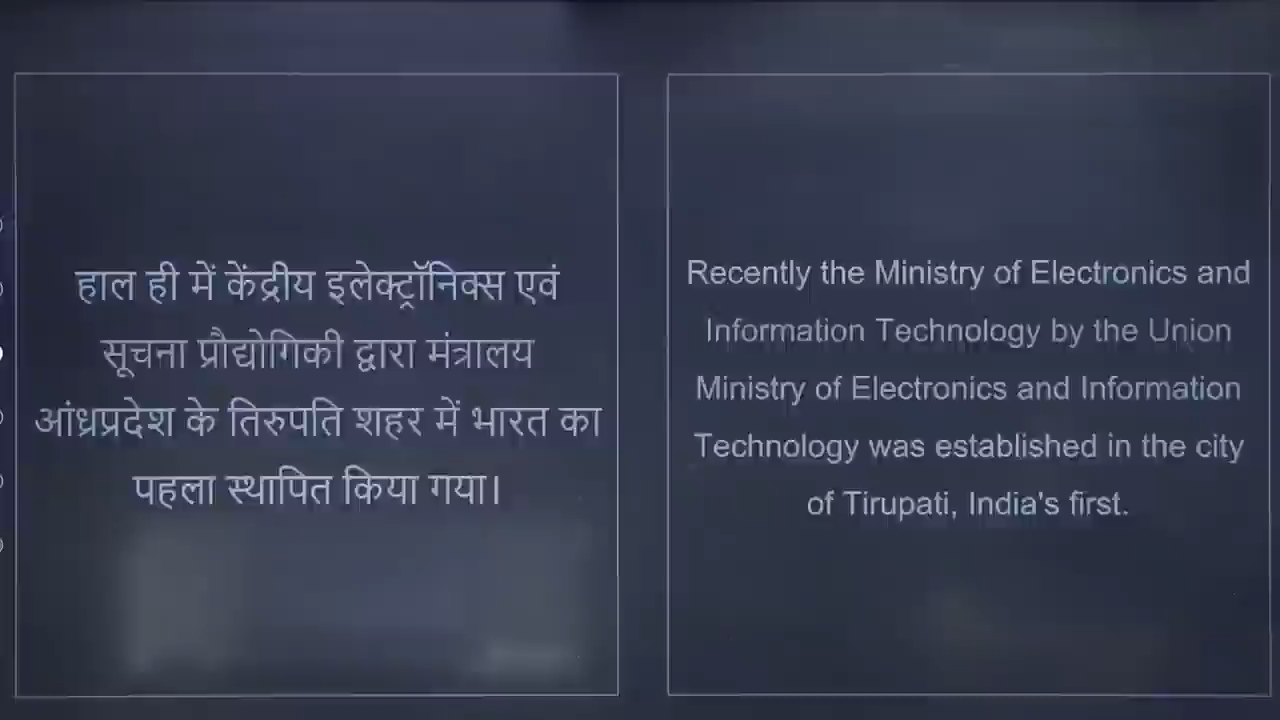 हाल ही में केंद्रीय इलेक्ट्रॉनिक्स एवं
सूचना प्रौद्योगिकी द्वारा मंत्रालय
आंध्रप्रदेश के तिरुपति शहर में भारत का
पहला स्थापित किया गया।
Recently the Ministry of Electronics and
Information Technology by the Union
Ministry of Electronics and Information
Technology was established in the city
of Tirupati, India's first.